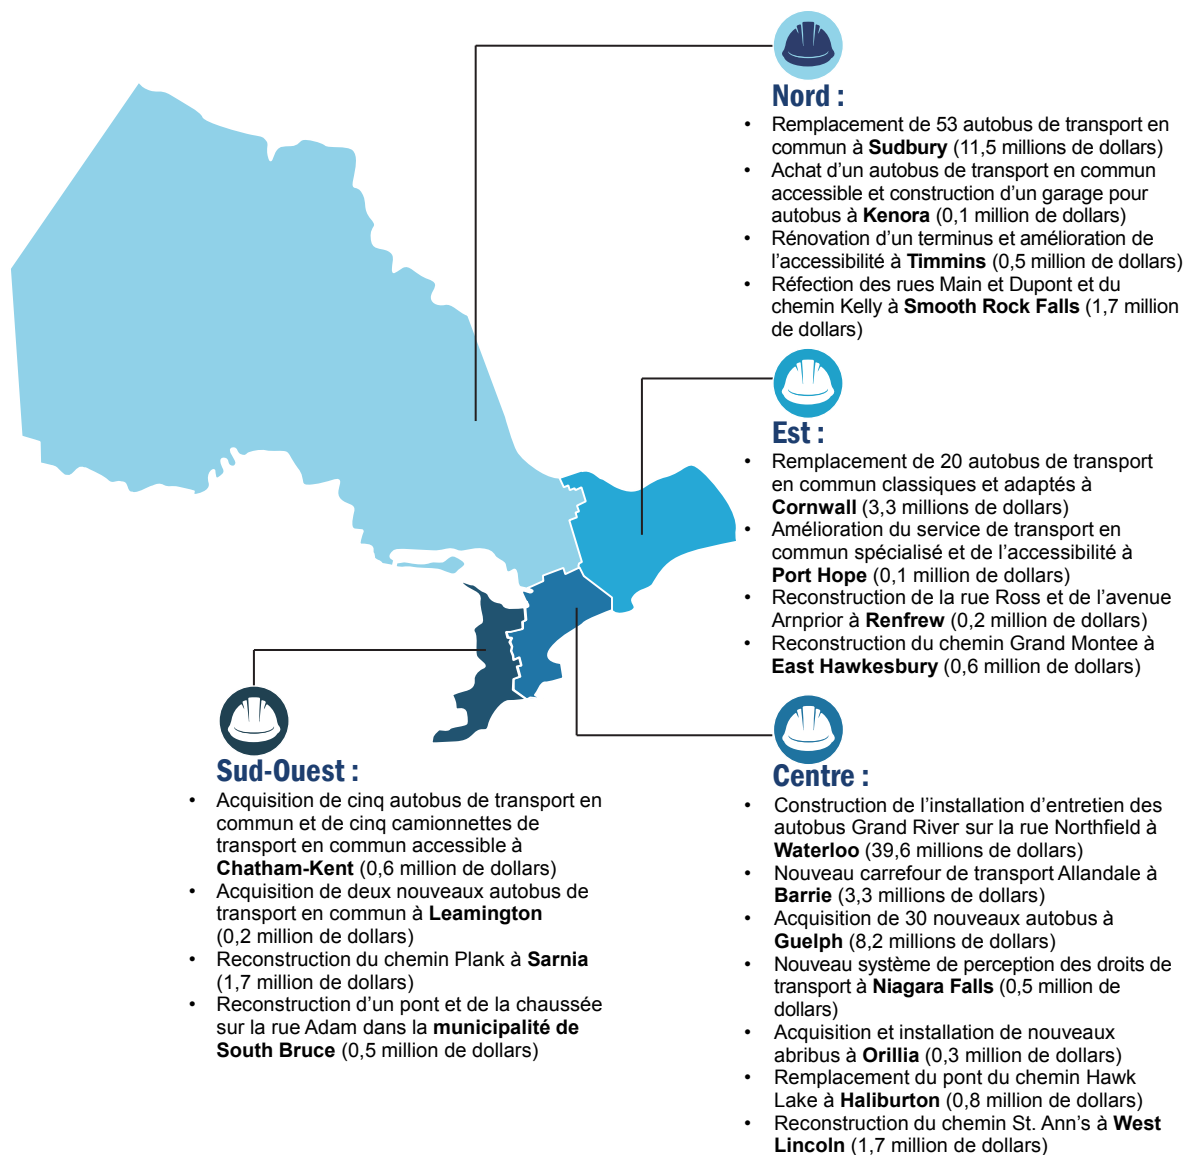 Nord :
• Remplacement de 53 autobus de transport en
commun à Sudbury (11,5 millions de dollars)
• Achat d’un autobus de transport en commun
accessible et construction d’un garage pour
autobus à Kenora (0,1 million de dollars)
• Rénovation d’un terminus et amélioration de
l’accessibilité à Timmins (0,5 million de dollars)
• Réfection des rues Main et Dupont et du
chemin Kelly à Smooth Rock Falls (1,7 million
de dollars)
Est :
• Remplacement de 20 autobus de transport
en commun classiques et adaptés à
Cornwall (3,3 millions de dollars)
• Amélioration du service de transport en
commun spécialisé et de l’accessibilité à
Port Hope (0,1 million de dollars)
• Reconstruction de la rue Ross et de l’avenue
Arnprior à Renfrew (0,2 million de dollars)
• Reconstruction du chemin Grand Montee à
East Hawkesbury (0,6 million de dollars)
Sud-Ouest :
• Acquisition de cinq autobus de transport en
commun et de cinq camionnettes de
transport en commun accessible à
Chatham-Kent (0,6 million de dollars)
• Acquisition de deux nouveaux autobus de
transport en commun à Leamington
(0,2 million de dollars)
• Reconstruction du chemin Plank à Sarnia
(1,7 million de dollars)
• Reconstruction d’un pont et de la chaussée
sur la rue Adam dans la municipalité de
South Bruce (0,5 million de dollars)
Centre :
• Construction de l’installation d’entretien des
autobus Grand River sur la rue Northfield à
Waterloo (39,6 millions de dollars)
• Nouveau carrefour de transport Allandale à
Barrie (3,3 millions de dollars)
• Acquisition de 30 nouveaux autobus à
Guelph (8,2 millions de dollars)
• Nouveau système de perception des droits de
transport à Niagara Falls (0,5 million de
dollars)
• Acquisition et installation de nouveaux
abribus à Orillia (0,3 million de dollars)
• Remplacement du pont du chemin Hawk
Lake à Haliburton (0,8 million de dollars)
• Reconstruction du chemin St. Ann’s à West
Lincoln (1,7 million de dollars)